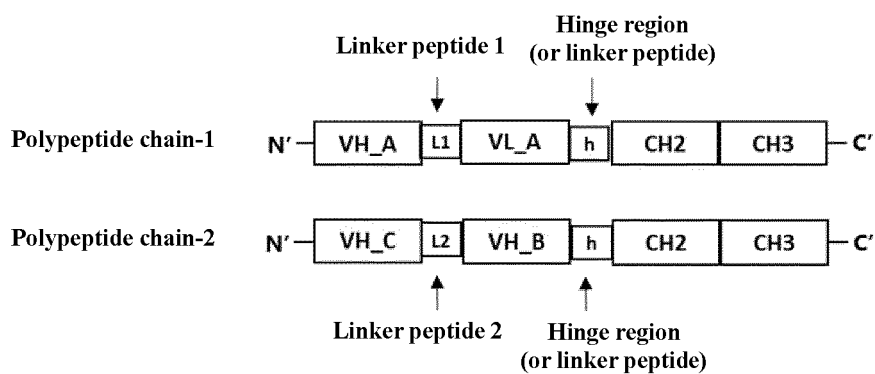 Hinge region
Linker peptide 1 (or linker peptide)
Polypeptide chain-1 N' VH_A L1 VL_A h CH2 CH3 C'
Polypeptide chain-2 N' VH_C L2 VH_B h CH2 CH3 C'
Linker peptide 2 Hinge region
(or linker peptide)